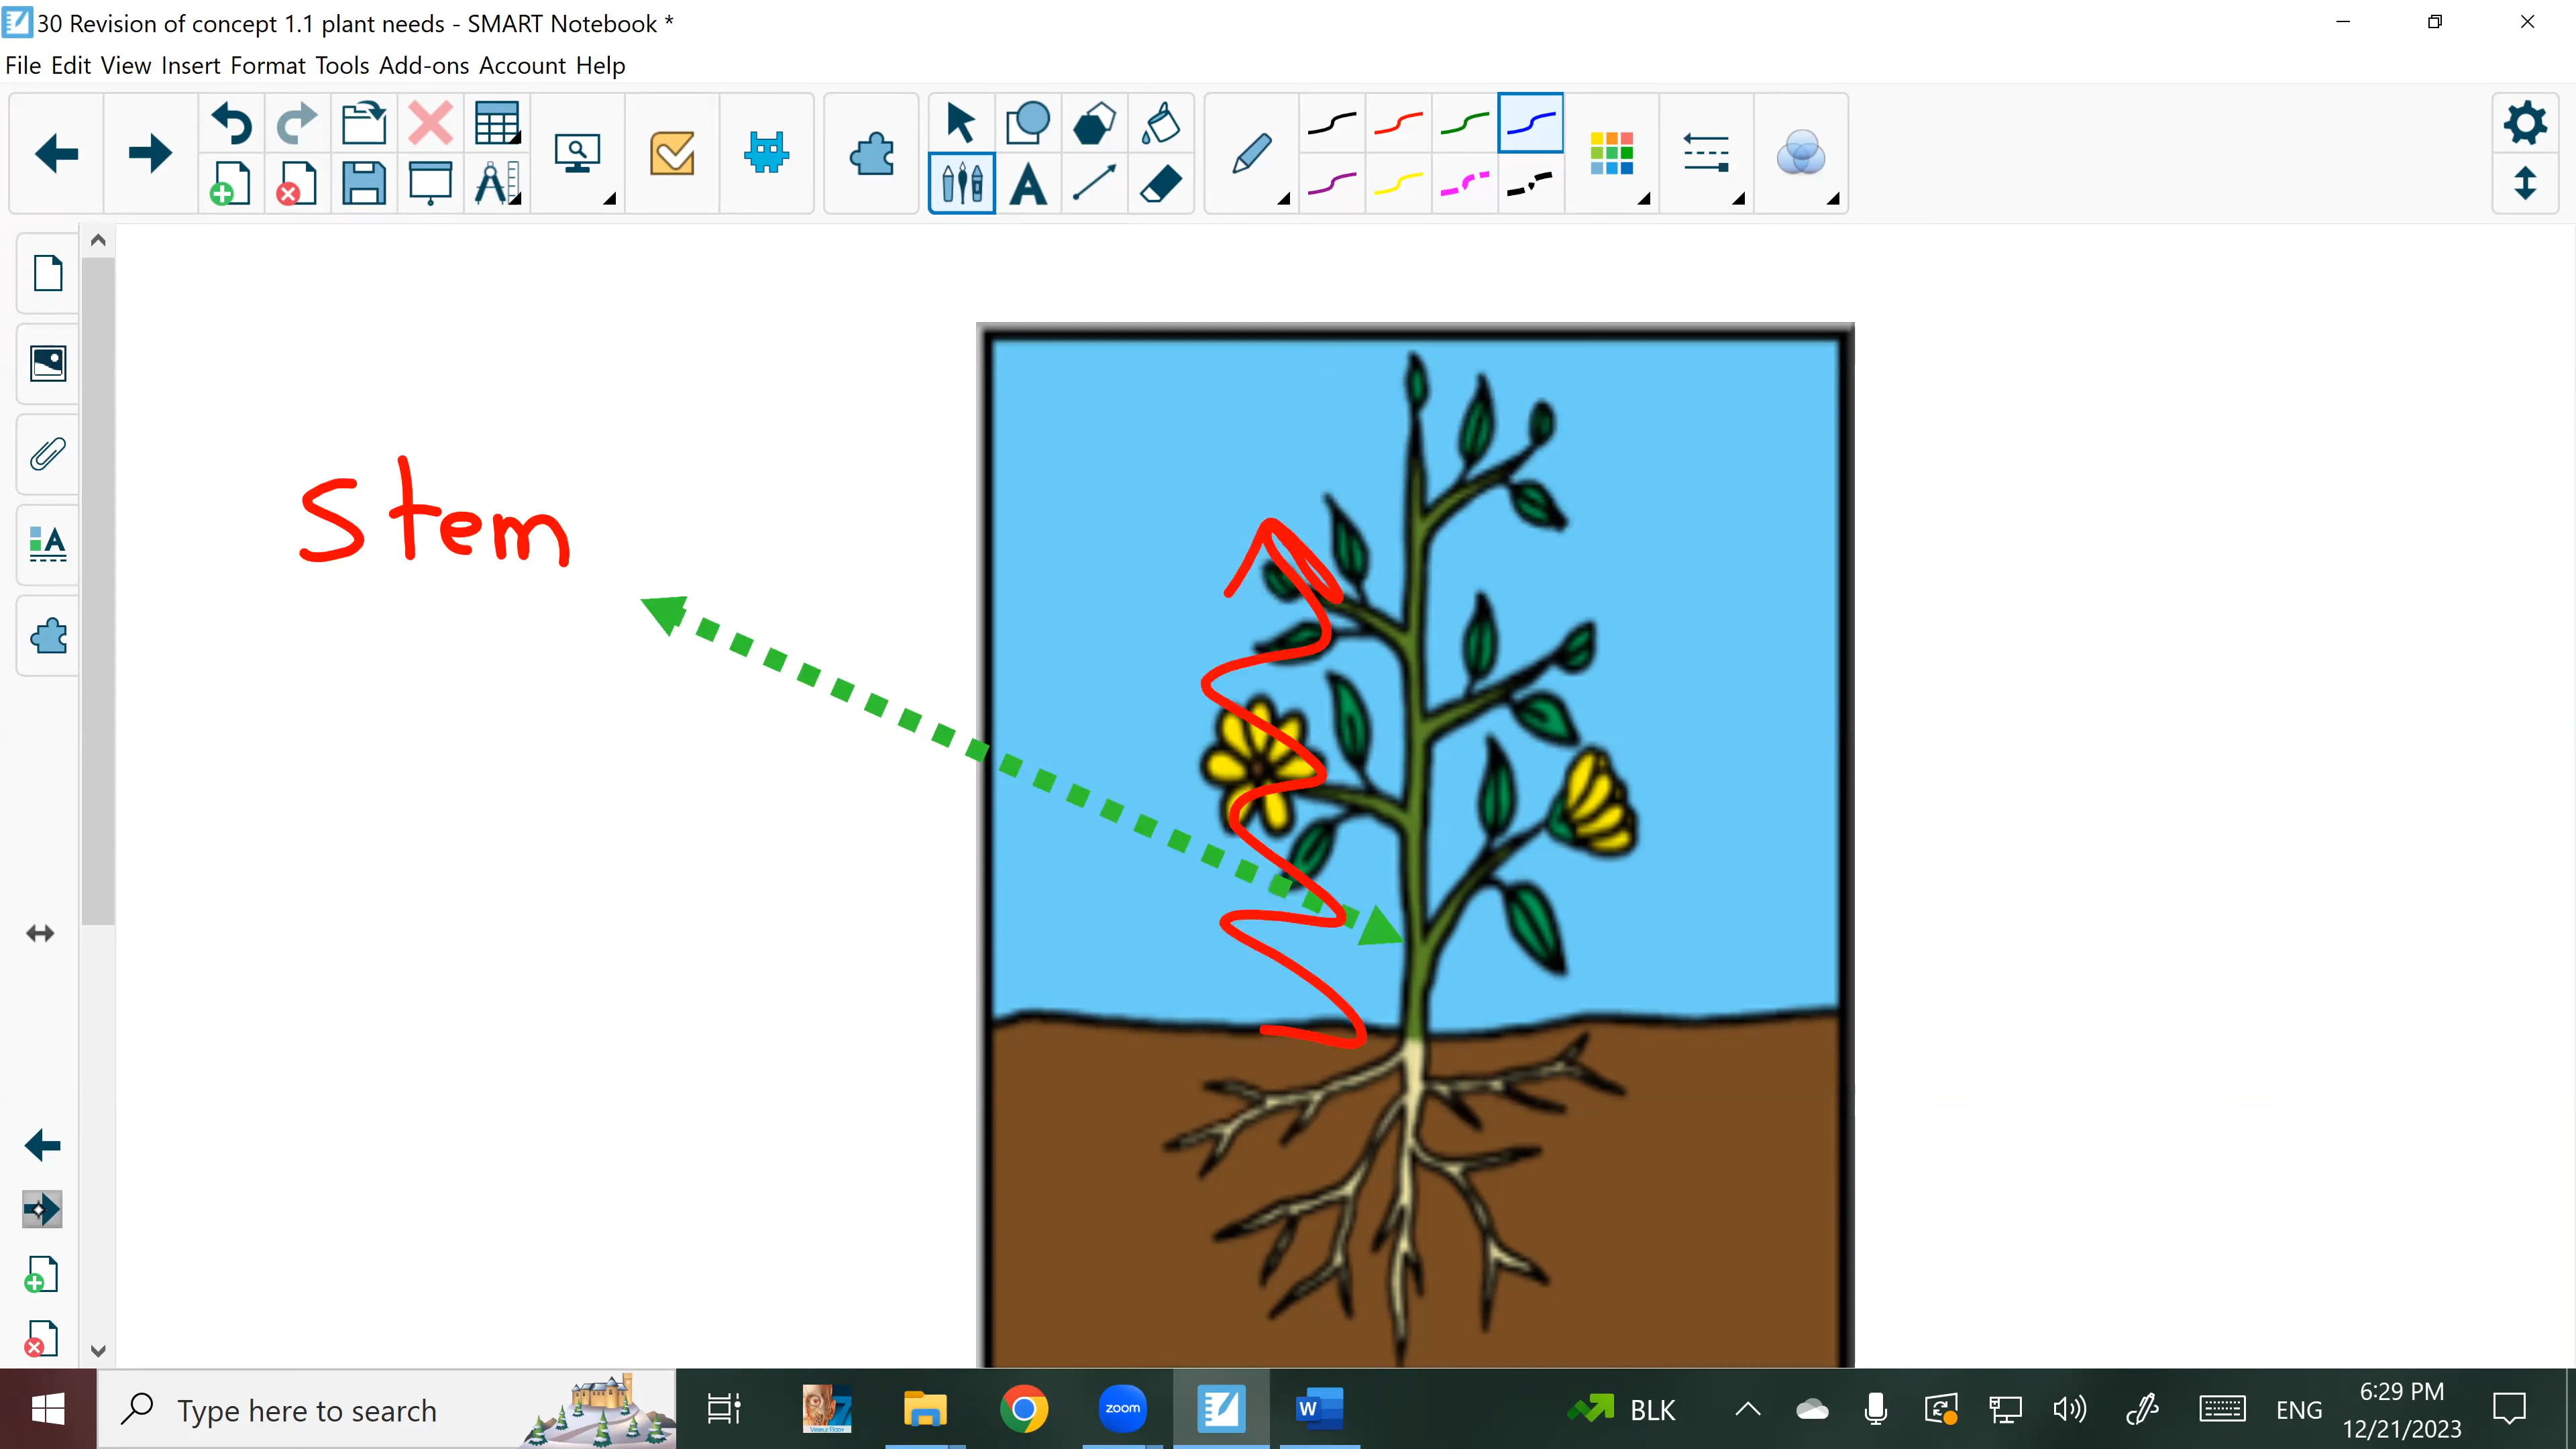 30 Revision of concept 1.1 plant needs - SMART Notebook *
File Edit View Insert Format Tools Add-ons Account Help
Stem
Type here to search
zoom
W
BLK
ENG
6:29 PM
12/21/2023